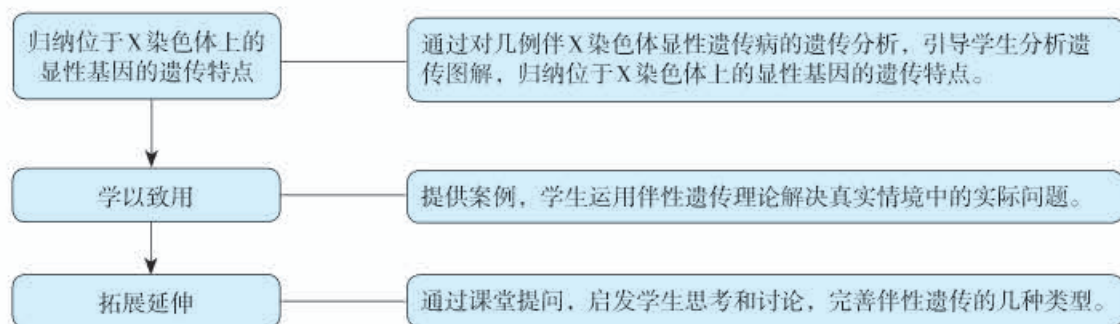 归纳位于X染色体上的
显性基因的遗传特点
通过对几例伴X染色体显性遗传病的遗传分析，引导学生分析遗
传图解，归纳位于X染色体上的显性基因的遗传特点。
学以致用
提供案例，学生运用伴性遗传理论解决真实情境中的实际问题。
拓展延伸
通过课堂提问，启发学生思考和讨论，完善伴性遗传的几种类型。